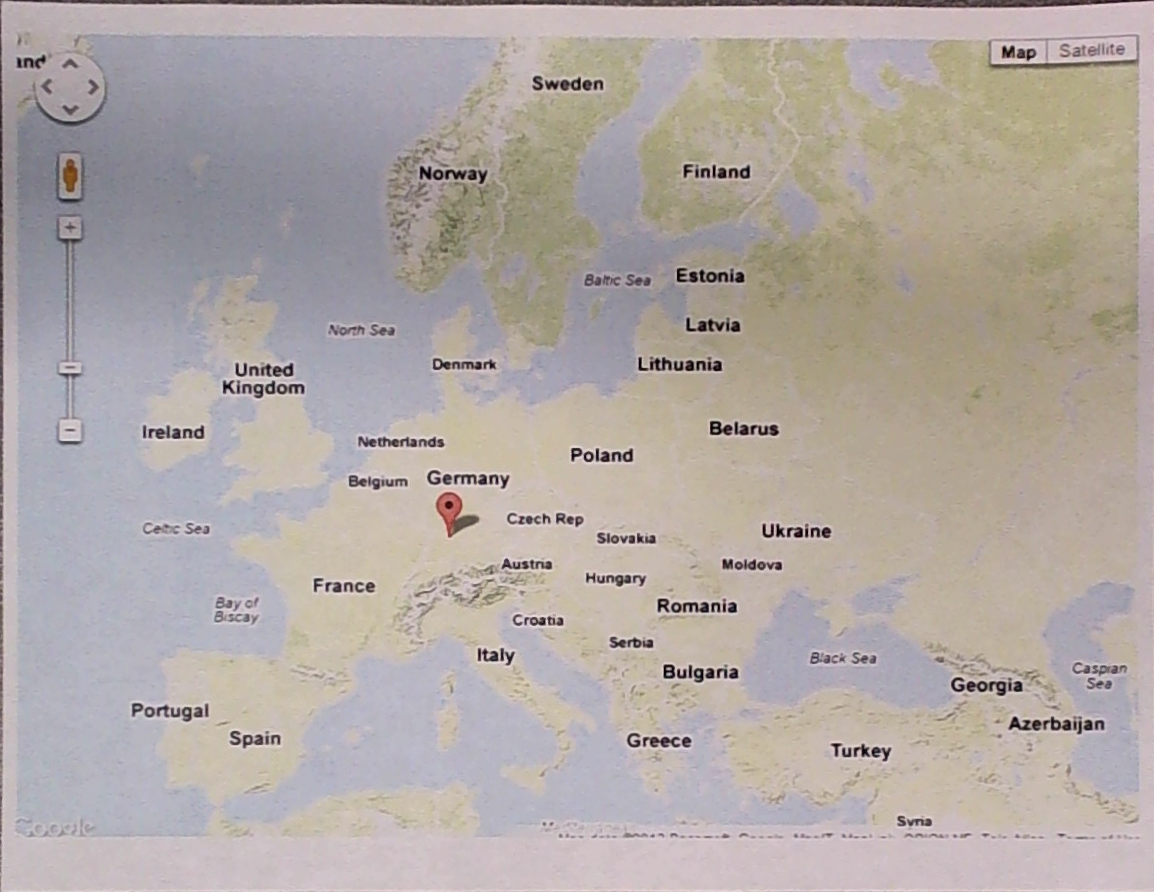 Map Satellite
Sweden
Norway
Finland
Baltic Sea
Estonia
North Sea
Latvia
Denmark
Lithuania
United
Kingdom
Ireland
Belarus
Netherlands
Poland
Belgium
Germany
Celtic Sea
Czech Rep
Slovakia
Ukraine
Austria
Moldova
France
Hungary
Bay of
Biscay
Romania
Croatia
Serbia
Italy
Black Sea
Bulgaria
Caspian
Sea
Georgia
Portugal
Azerbaijan
Spain
Greece
Turkey
Syria
Google